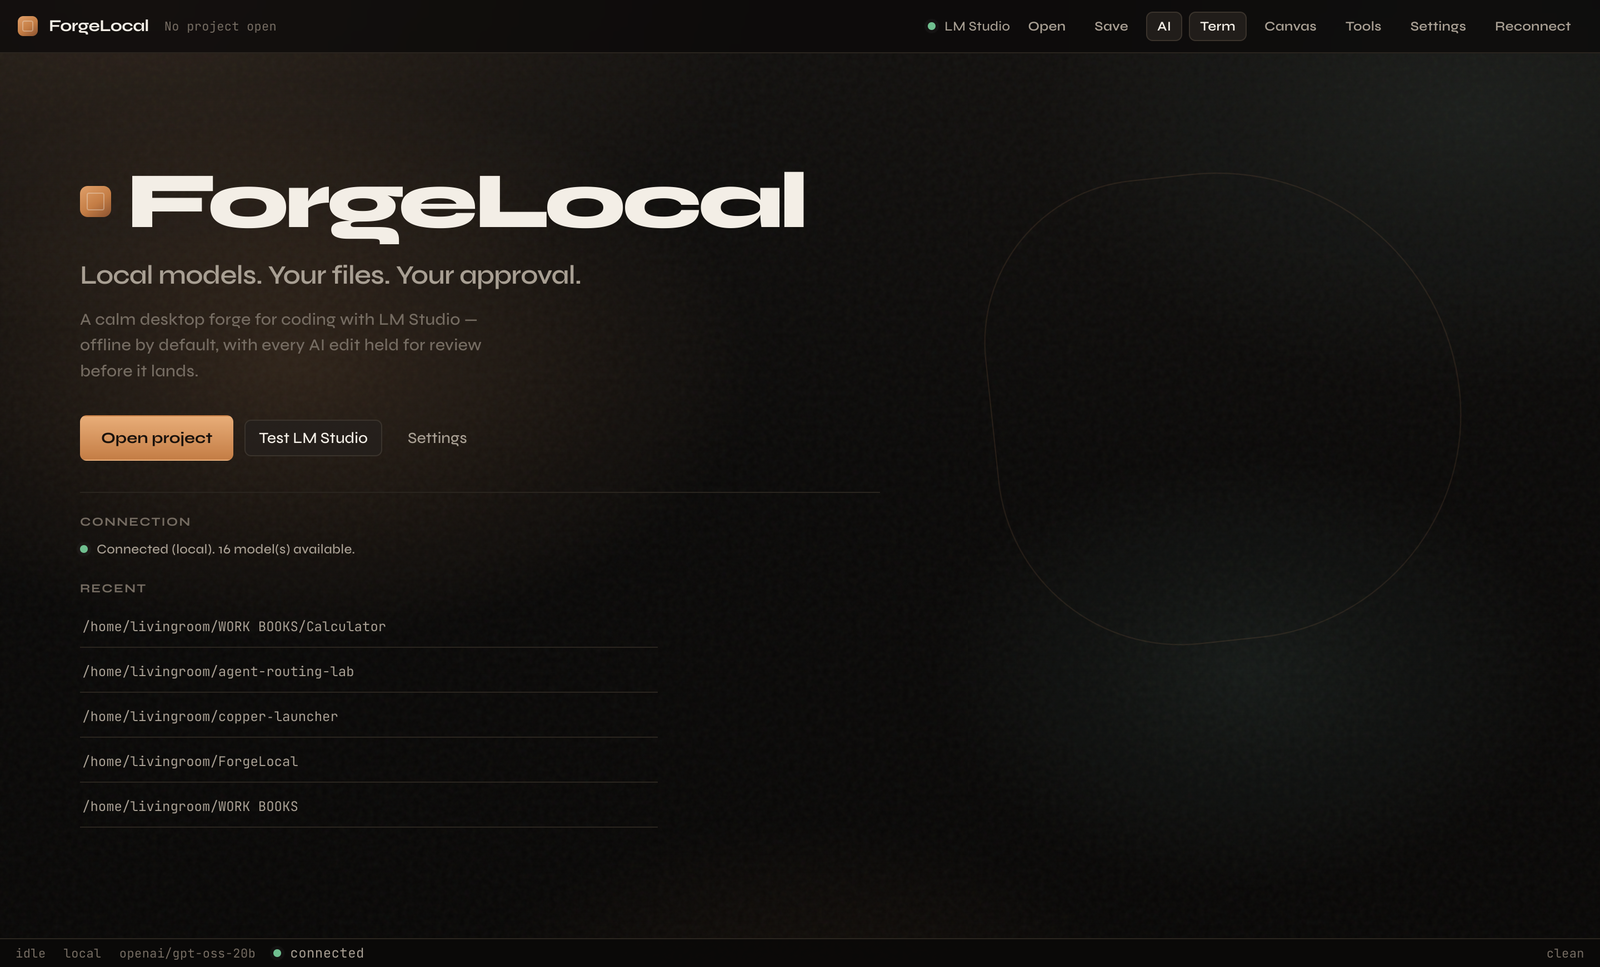 ForgeLocal No project open LM Studio Open Save AI Term Canvas Tools Settings Reconnect
ForgeLocal
Local models. Your files. Your approval.
A calm desktop forge for coding with LM Studio —
offline by default, with every AI edit held for review
before it lands.
Open project Test LM Studio Settings
CONNECTION
Connected (local). 16 model(s) available.
RECENT
/home/livingroom/WORK BOOKS/Calculator
/home/livingroom/agent-routing-lab
/home/livingroom/copper-launcher
/home/livingroom/ForgeLocal
/home/livingroom/WORK BOOKS
idle local openai/gpt-oss-20b connected clean